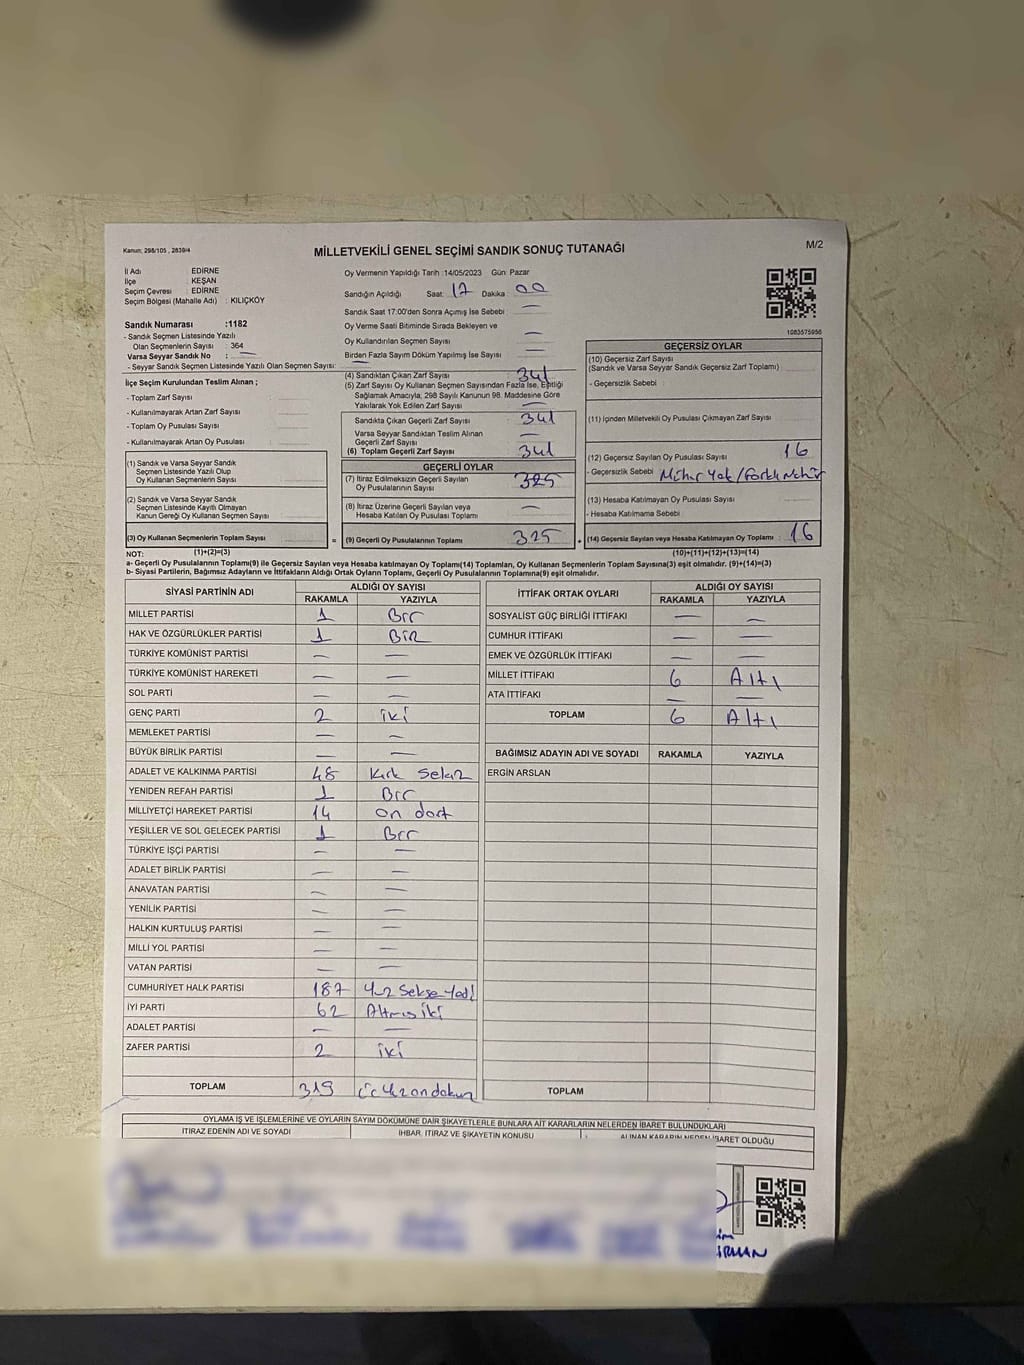 Kanun; 298/105 , 2839/4
MİLLETVEKİLİ GENEL SEÇİMİ SANDIK SONUÇ TUTANAĞI
M/2
İl Adı EDİRNE
İlçe KEŞAN
Seçim Çevresi EDİRNE
Seçim Bölgesi (Mahalle Adı) : KILIÇKÖY
Oy Vermenin Yapıldığı Tarih :14/05/2023 Gün: Pazar
Sandığın Açıldığı Saat: 17 Dakika 00
Sandık Saat 17:00'den Sonra Açımış İse Sebebi —
Oy Verme Saati Bitiminde Sırada Bekleyen ve
Oy Kullandırılan Seçmen Sayısı —
Birden Fazla Sayım Döküm Yapılmış İse Sayısı —
1083575956
Sandık Numarası :1182
- Sandık Seçmen Listesinde Yazılı
Olan Seçmenlerin Sayısı : 364
Varsa Seyyar Sandık No : —
- Seyyar Sandık Seçmen Listesinde Yazılı Olan Seçmen Sayısı: —
İlçe Seçim Kurulundan Teslim Alınan ;
- Toplam Zarf Sayısı
- Kullanılmayarak Artan Zarf Sayısı
- Toplam Oy Pusulası Sayısı
- Kullanılmayarak Artan Oy Pusulası
(1) Sandık ve Varsa Seyyar Sandık
Seçmen Listesinde Yazılı Olup
Oy Kullanan Seçmenlerin Sayısı
(2) Sandık ve Varsa Seyyar Sandık
Seçmen Listesinde Kayıtlı Olmayan
Kanun Gereği Oy Kullanan Seçmen Sayısı
(3) Oy Kullanan Seçmenlerin Toplam Sayısı
(4) Sandıktan Çıkan Zarf Sayısı 341
(5) Zarf Sayısı Oy Kullanan Seçmen Sayısından Fazla İse, Eşitliği
Sağlamak Amacıyla; 298 Sayılı Kanunun 98. Maddesine Göre
Yakılarak Yok Edilen Zarf Sayısı —
Sandıkta Çıkan Geçerli Zarf Sayısı 341
Varsa Seyyar Sandıktan Teslim Alınan
Geçerli Zarf Sayısı —
(6) Toplam Geçerli Zarf Sayısı 341
GEÇERLİ OYLAR
(7) İtiraz Edilmeksizin Geçerli Sayılan
Oy Pusulalarının Sayısı 325
(8) İtiraz Üzerine Geçerli Sayılan veya
Hesaba Katılan Oy Pusulası Toplamı —
= (9) Geçerli Oy Pusulalarının Toplamı 325 +
GEÇERSİZ OYLAR
(10) Geçersiz Zarf Sayısı
(Sandık ve Varsa Seyyar Sandık Geçersiz Zarf Toplamı)
- Geçersizlik Sebebi
(11) İçinden Milletvekili Oy Pusulası Çıkmayan Zarf Sayısı
(12) Geçersiz Sayılan Oy Pusulası Sayısı 16
- Geçersizlik Sebebi Mühür Yok/Farklı Mühür
(13) Hesaba Katılmayan Oy Pusulası Sayısı
- Hesaba Katılmama Sebebi
(14) Geçersiz Sayılan veya Hesaba Katılmayan Oy Toplamı : 16
NOT: (1)+(2)=(3) (10)+(11)+(12)+(13)=(14)
a- Geçerli Oy Pusulalarının Toplamı(9) ile Geçersiz Sayılan veya Hesaba Katılmayan Oy Toplamı(14) Toplamları, Oy Kullanan Seçmenlerin Toplam Sayısına(3) eşit olmalıdır. (9)+(14)=(3)
b- Siyasi Partilerin, Bağımsız Adayların ve İttifakların Aldığı Ortak Oyların Toplamı, Geçerli Oy Pusulalarının Toplamına(9) eşit olmalıdır.
SİYASİ PARTİNİN ADI ALDIĞI OY SAYISI
RAKAMLA YAZIYLA
MİLLET PARTİSİ 1 Bir
HAK VE ÖZGÜRLÜKLER PARTİSİ 1 Bir
TÜRKİYE KOMÜNİST PARTİSİ — —
TÜRKİYE KOMÜNİST HAREKETİ — —
SOL PARTİ — —
GENÇ PARTİ 2 iki
MEMLEKET PARTİSİ — —
BÜYÜK BİRLİK PARTİSİ — —
ADALET VE KALKINMA PARTİSİ 48 Kırk Sekiz
YENİDEN REFAH PARTİSİ 1 Bir
MİLLİYETÇİ HAREKET PARTİSİ 14 on dört
YEŞİLLER VE SOL GELECEK PARTİSİ 1 Bir
TÜRKİYE İŞÇİ PARTİSİ — —
ADALET BİRLİK PARTİSİ — —
ANAVATAN PARTİSİ — —
YENİLİK PARTİSİ — —
HALKIN KURTULUŞ PARTİSİ — —
MİLLİ YOL PARTİSİ — —
VATAN PARTİSİ — —
CUMHURİYET HALK PARTİSİ 187
İYİ PARTİ 62 Altmış iki
ADALET PARTİSİ — —
ZAFER PARTİSİ 2 iki
TOPLAM 319
İTTİFAK ORTAK OYLARI ALDIĞI OY SAYISI
RAKAMLA YAZIYLA
SOSYALİST GÜÇ BİRLİĞİ İTTİFAKI — —
CUMHUR İTTİFAKI — —
EMEK VE ÖZGÜRLÜK İTTİFAKI — —
MİLLET İTTİFAKI 6 Altı
ATA İTTİFAKI — —
TOPLAM 6 Altı
BAĞIMSIZ ADAYIN ADI VE SOYADI RAKAMLA YAZIYLA
ERGİN ARSLAN
TOPLAM
OYLAMA İŞ VE İŞLEMLERİNE VE OYLARIN SAYIM DÖKÜMÜNE DAİR ŞİKAYETLERLE BUNLARA AİT KARARLARIN NELERDEN İBARET BULUNDUKLARI
İTİRAZ EDENİN ADI VE SOYADI İHBAR, İTİRAZ VE ŞİKAYETİN KONUSU ALINAN KARARIN NEDEN İBARET OLDUĞU